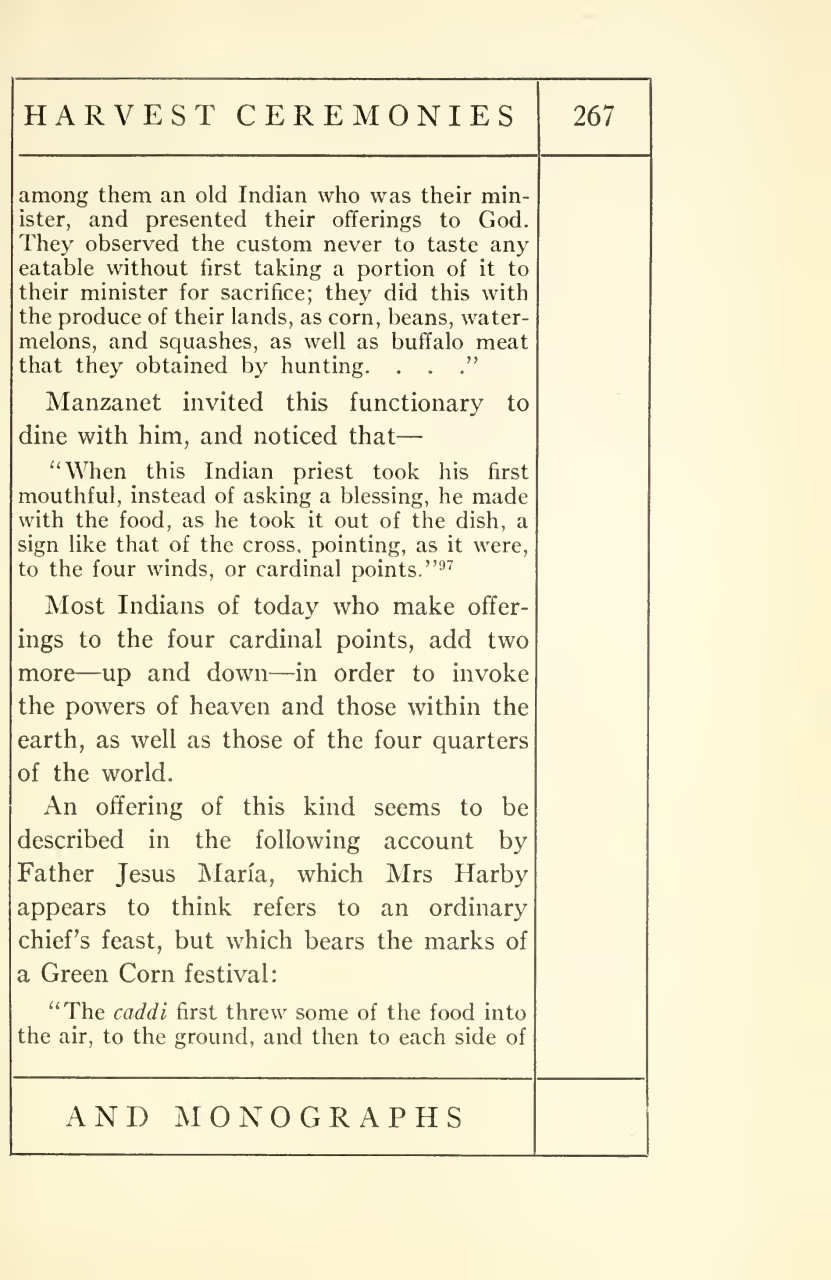 HARVEST CEREMONIES
267
among them an old Indian who was their min-
ister, and presented their offerings to God.
They observed the custom never to taste any
eatable without first taking a portion of it to
their minister for sacrifice; they did this with
the produce of their lands, as corn, beans, water-
melons, and squashes, as well as buffalo meat
that they obtained by hunting. . . .”
Manzanet invited this functionary to
dine with him, and noticed that—
“When this Indian priest took his first
mouthful, instead of asking a blessing, he made
with the food, as he took it out of the dish, a
sign like that of the cross, pointing, as it were,
to the four winds, or cardinal points.”⁹⁷
Most Indians of today who make offer-
ings to the four cardinal points, add two
more—up and down—in order to invoke
the powers of heaven and those within the
earth, as well as those of the four quarters
of the world.
An offering of this kind seems to be
described in the following account by
Father Jesus María, which Mrs Harby
appears to think refers to an ordinary
chief’s feast, but which bears the marks of
a Green Corn festival:
“The caddi first threw some of the food into
the air, to the ground, and then to each side of
AND MONOGRAPHS